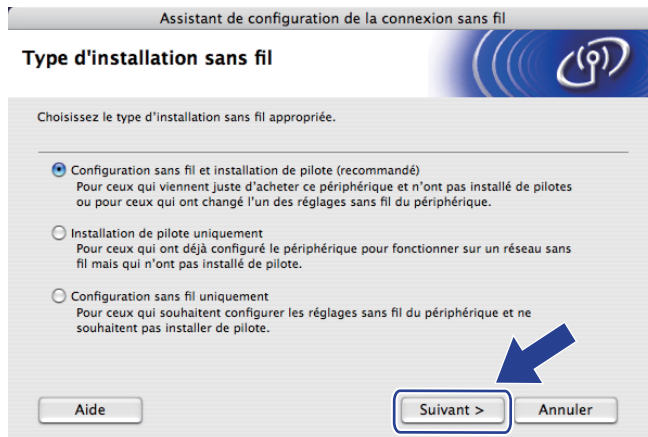 Assistant de configuration de la connexion sans fil
Type d'installation sans fil
Choisissez le type d'installation sans fil appropriée.
Configuration sans fil et installation de pilote (recommandé)
Pour ceux qui viennent juste d'acheter ce périphérique et n'ont pas installé de pilotes
ou pour ceux qui ont changé l'un des réglages sans fil du périphérique.
Installation de pilote uniquement
Pour ceux qui ont déjà configuré le périphérique pour fonctionner sur un réseau sans
fil mais qui n'ont pas installé de pilote.
Configuration sans fil uniquement
Pour ceux qui souhaitent configurer les réglages sans fil du périphérique et ne
souhaitent pas installer de pilote.
Aide
Suivant >
Annuler